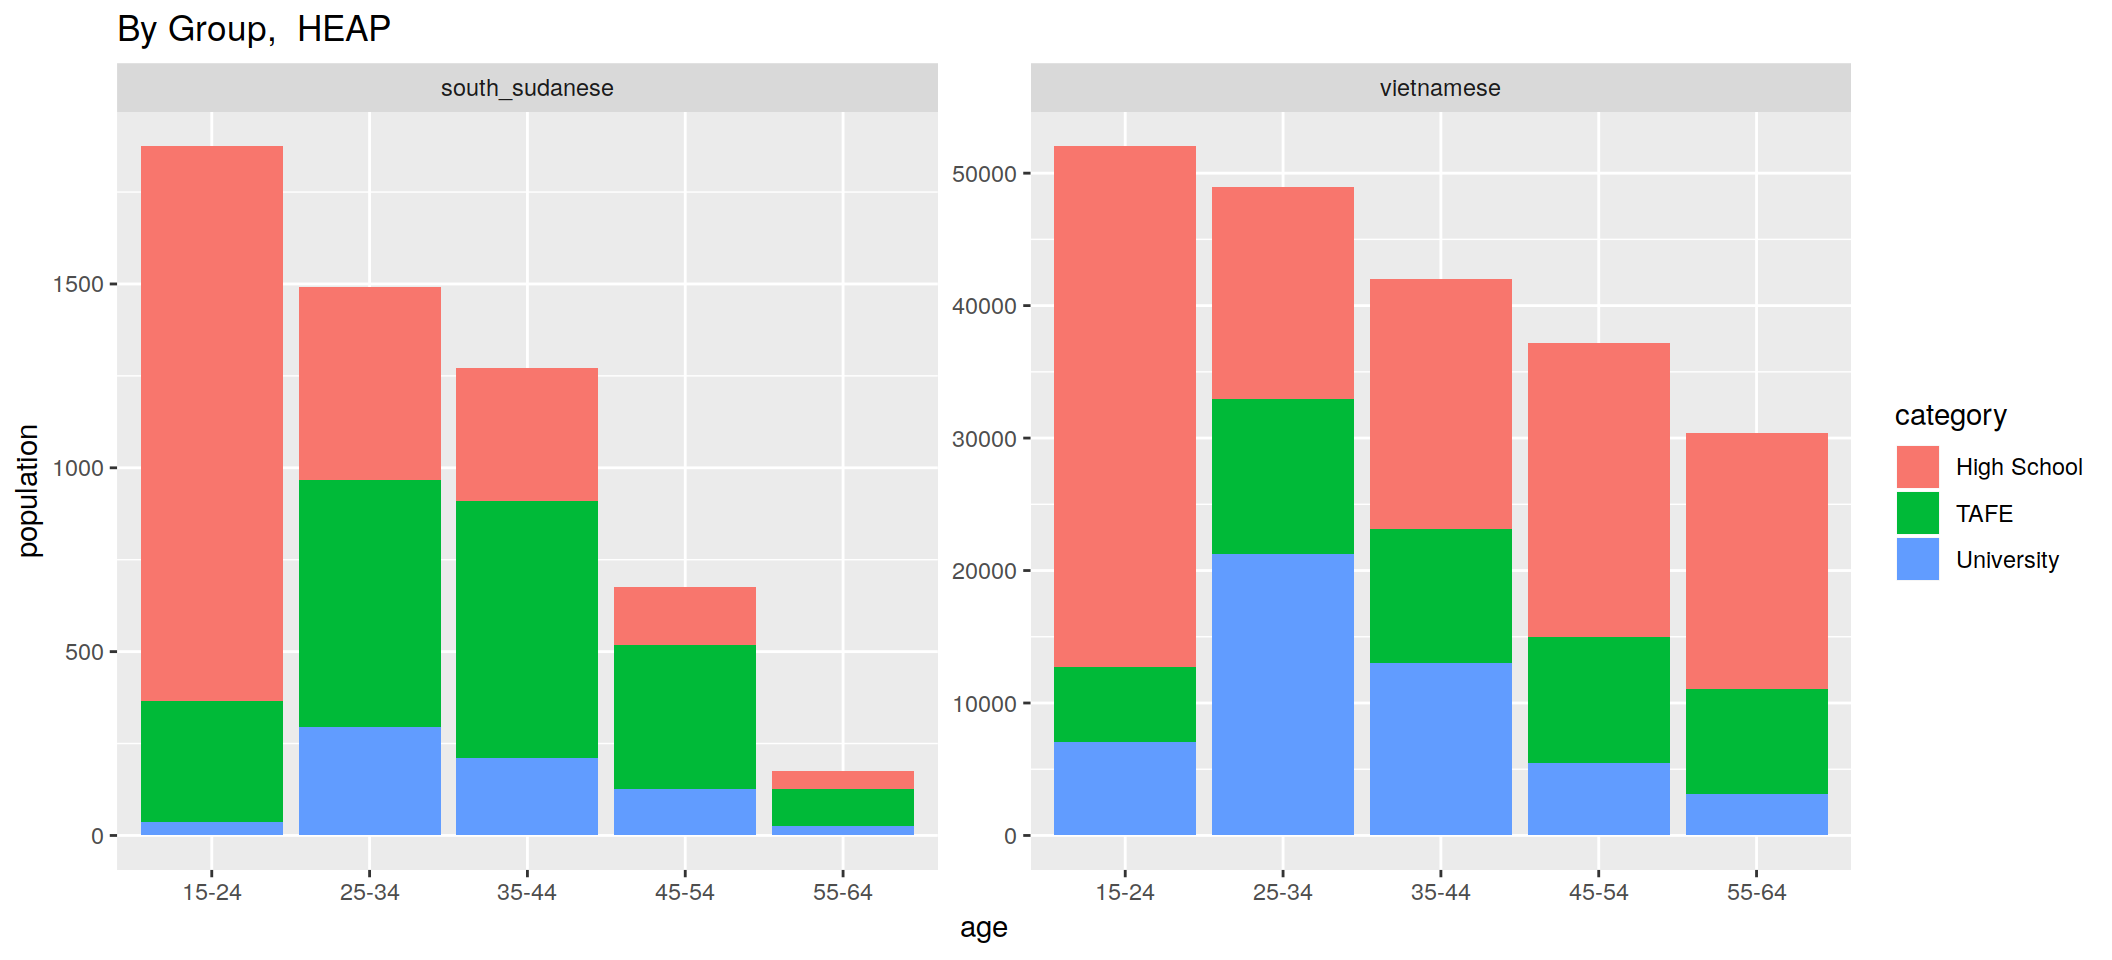 By Group,  HEAP
south_sudanese
vietnamese
population
1500
1000
500
0
50000
40000
30000
20000
10000
0
15-24
25-34
35-44
45-54
55-64
15-24
25-34
35-44
45-54
55-64
age
category
High School
TAFE
University